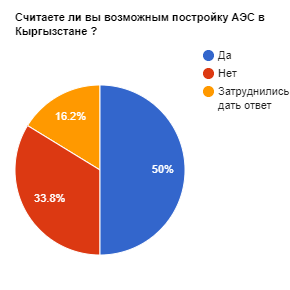 Считаете ли вы возможным постройку АЭС в
Кыргызстане ?
Да
Нет
Затруднились
дать ответ
16.2%
50%
33.8%